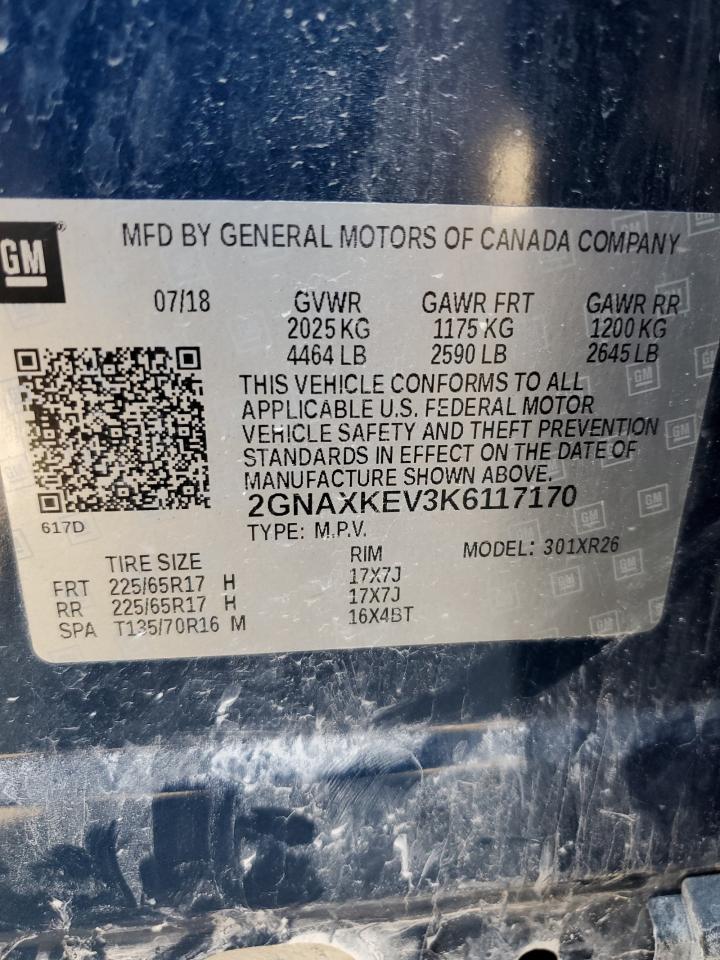 GM
MFD BY GENERAL MOTORS OF CANADA COMPANY
07/18 GVWR GAWR FRT GAWR RR
2025 KG 1175 KG 1200 KG
4464 LB 2590 LB 2645 LB
THIS VEHICLE CONFORMS TO ALL
APPLICABLE U.S. FEDERAL MOTOR
VEHICLE SAFETY AND THEFT PREVENTION
STANDARDS IN EFFECT ON THE DATE OF
MANUFACTURE SHOWN ABOVE.
2GNAXKEV3K6117170
617D
TYPE: M.P.V. MODEL: 301XR26
TIRE SIZE RIM
FRT 225/65R17 H 17X7J
RR 225/65R17 H 17X7J
SPA T135/70R16 M 16X4BT